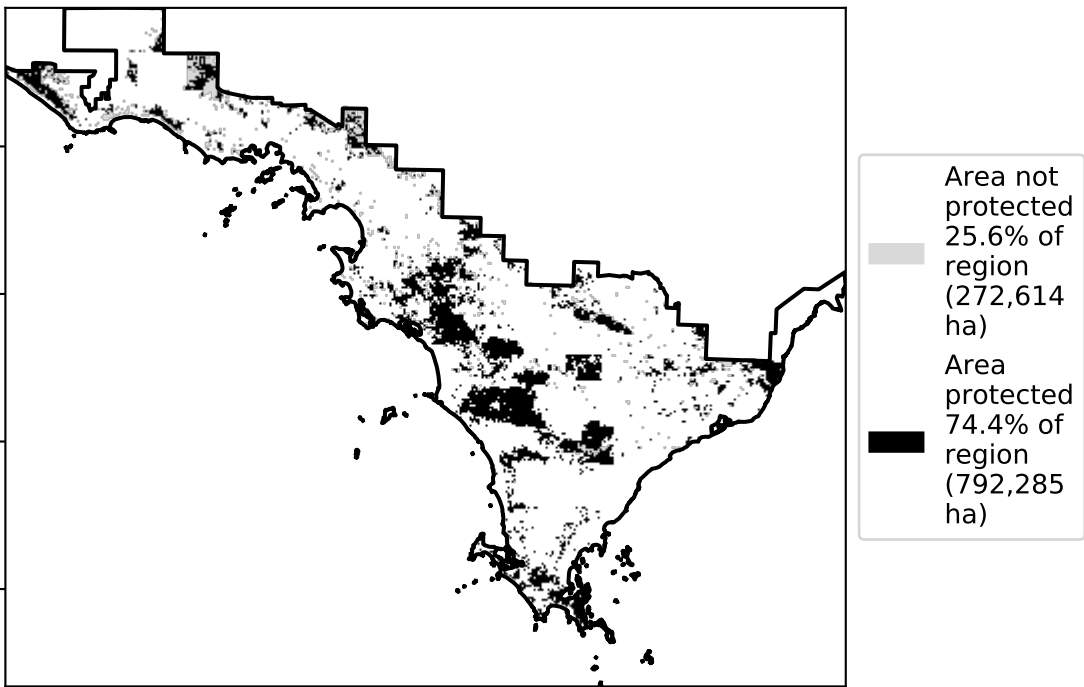 Area not
protected
25.6% of
region
(272,614
ha)
Area
protected
74.4% of
region
(792,285
ha)